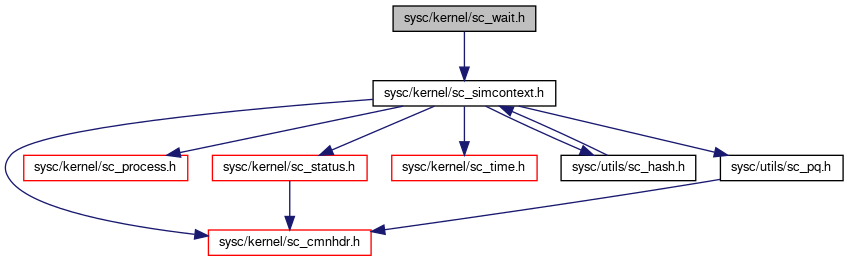 sysc/kernel/sc_wait.h
sysc/kernel/sc_simcontext.h
sysc/kernel/sc_process.h
sysc/kernel/sc_status.h
sysc/kernel/sc_time.h
sysc/utils/sc_hash.h
sysc/utils/sc_pq.h
sysc/kernel/sc_cmnhdr.h